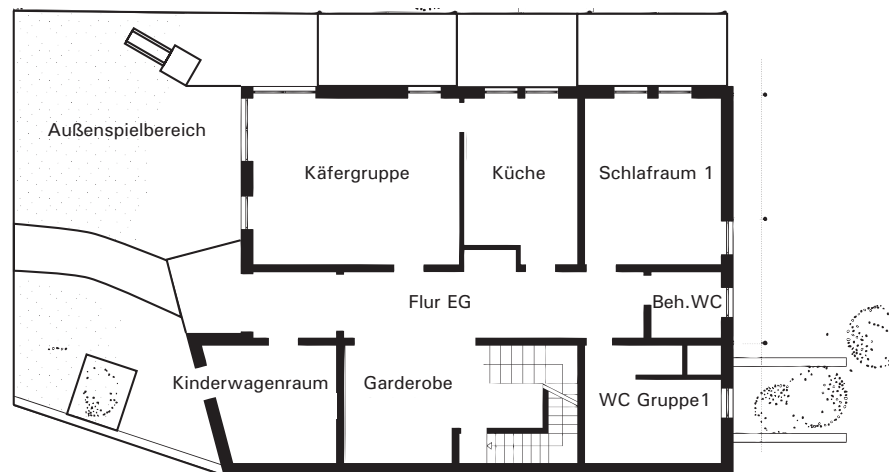 Außenspielbereich
Käfergruppe
Küche
Schlafraum 1
Flur EG
Beh.WC
Kinderwagenraum
Garderobe
WC Gruppe1